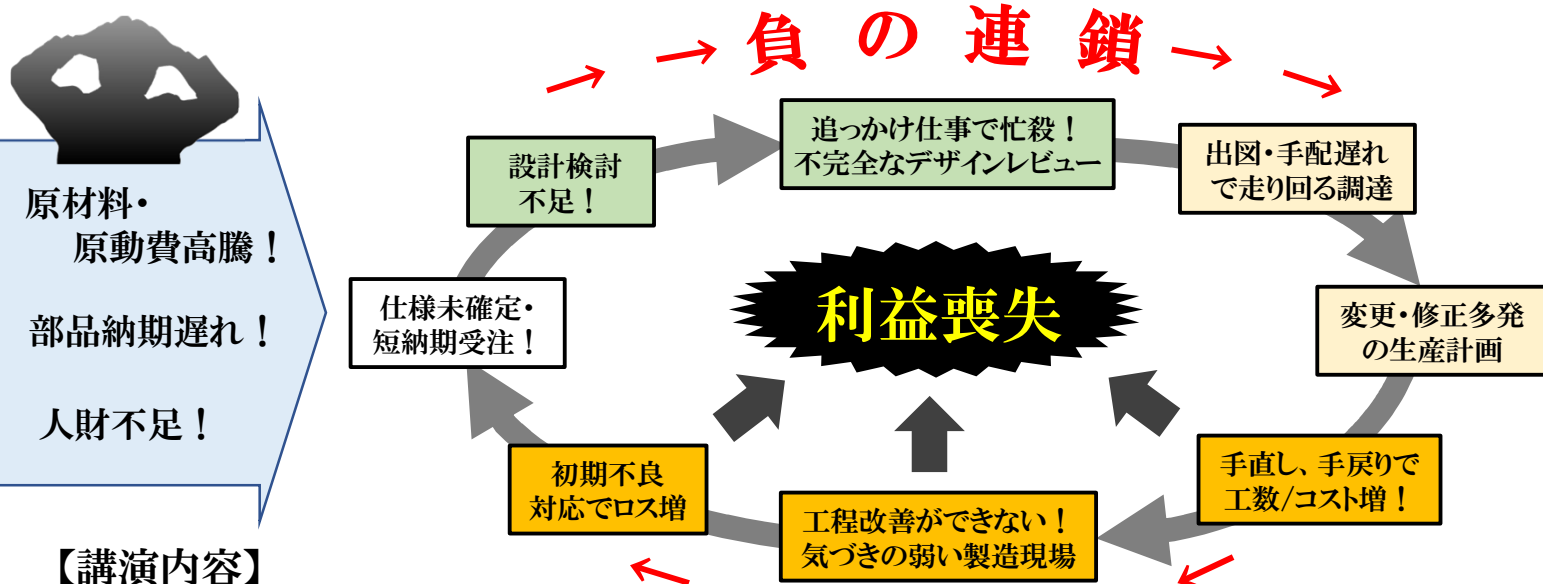 →→負の連鎖→→
原材料・
原動費高騰！
部品納期遅れ！
人財不足！
仕様未確定・
短納期受注！
設計検討
不足！
追っかけ仕事で忙殺！
不完全なデザインレビュー
出図・手配遅れ
で走り回る調達
変更・修正多発
の生産計画
手直し、手戻りで
工数/コスト増！
工程改善ができない！
気づきの弱い製造現場
初期不良
対応でロス増
利益喪失
【講演内容】